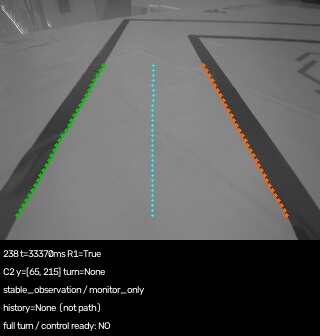 238 t=33370ms R1=True
C2 y=[65, 215] turn=None
stable_observation / monitor_only
history=None (not path)
full turn / control ready: NO